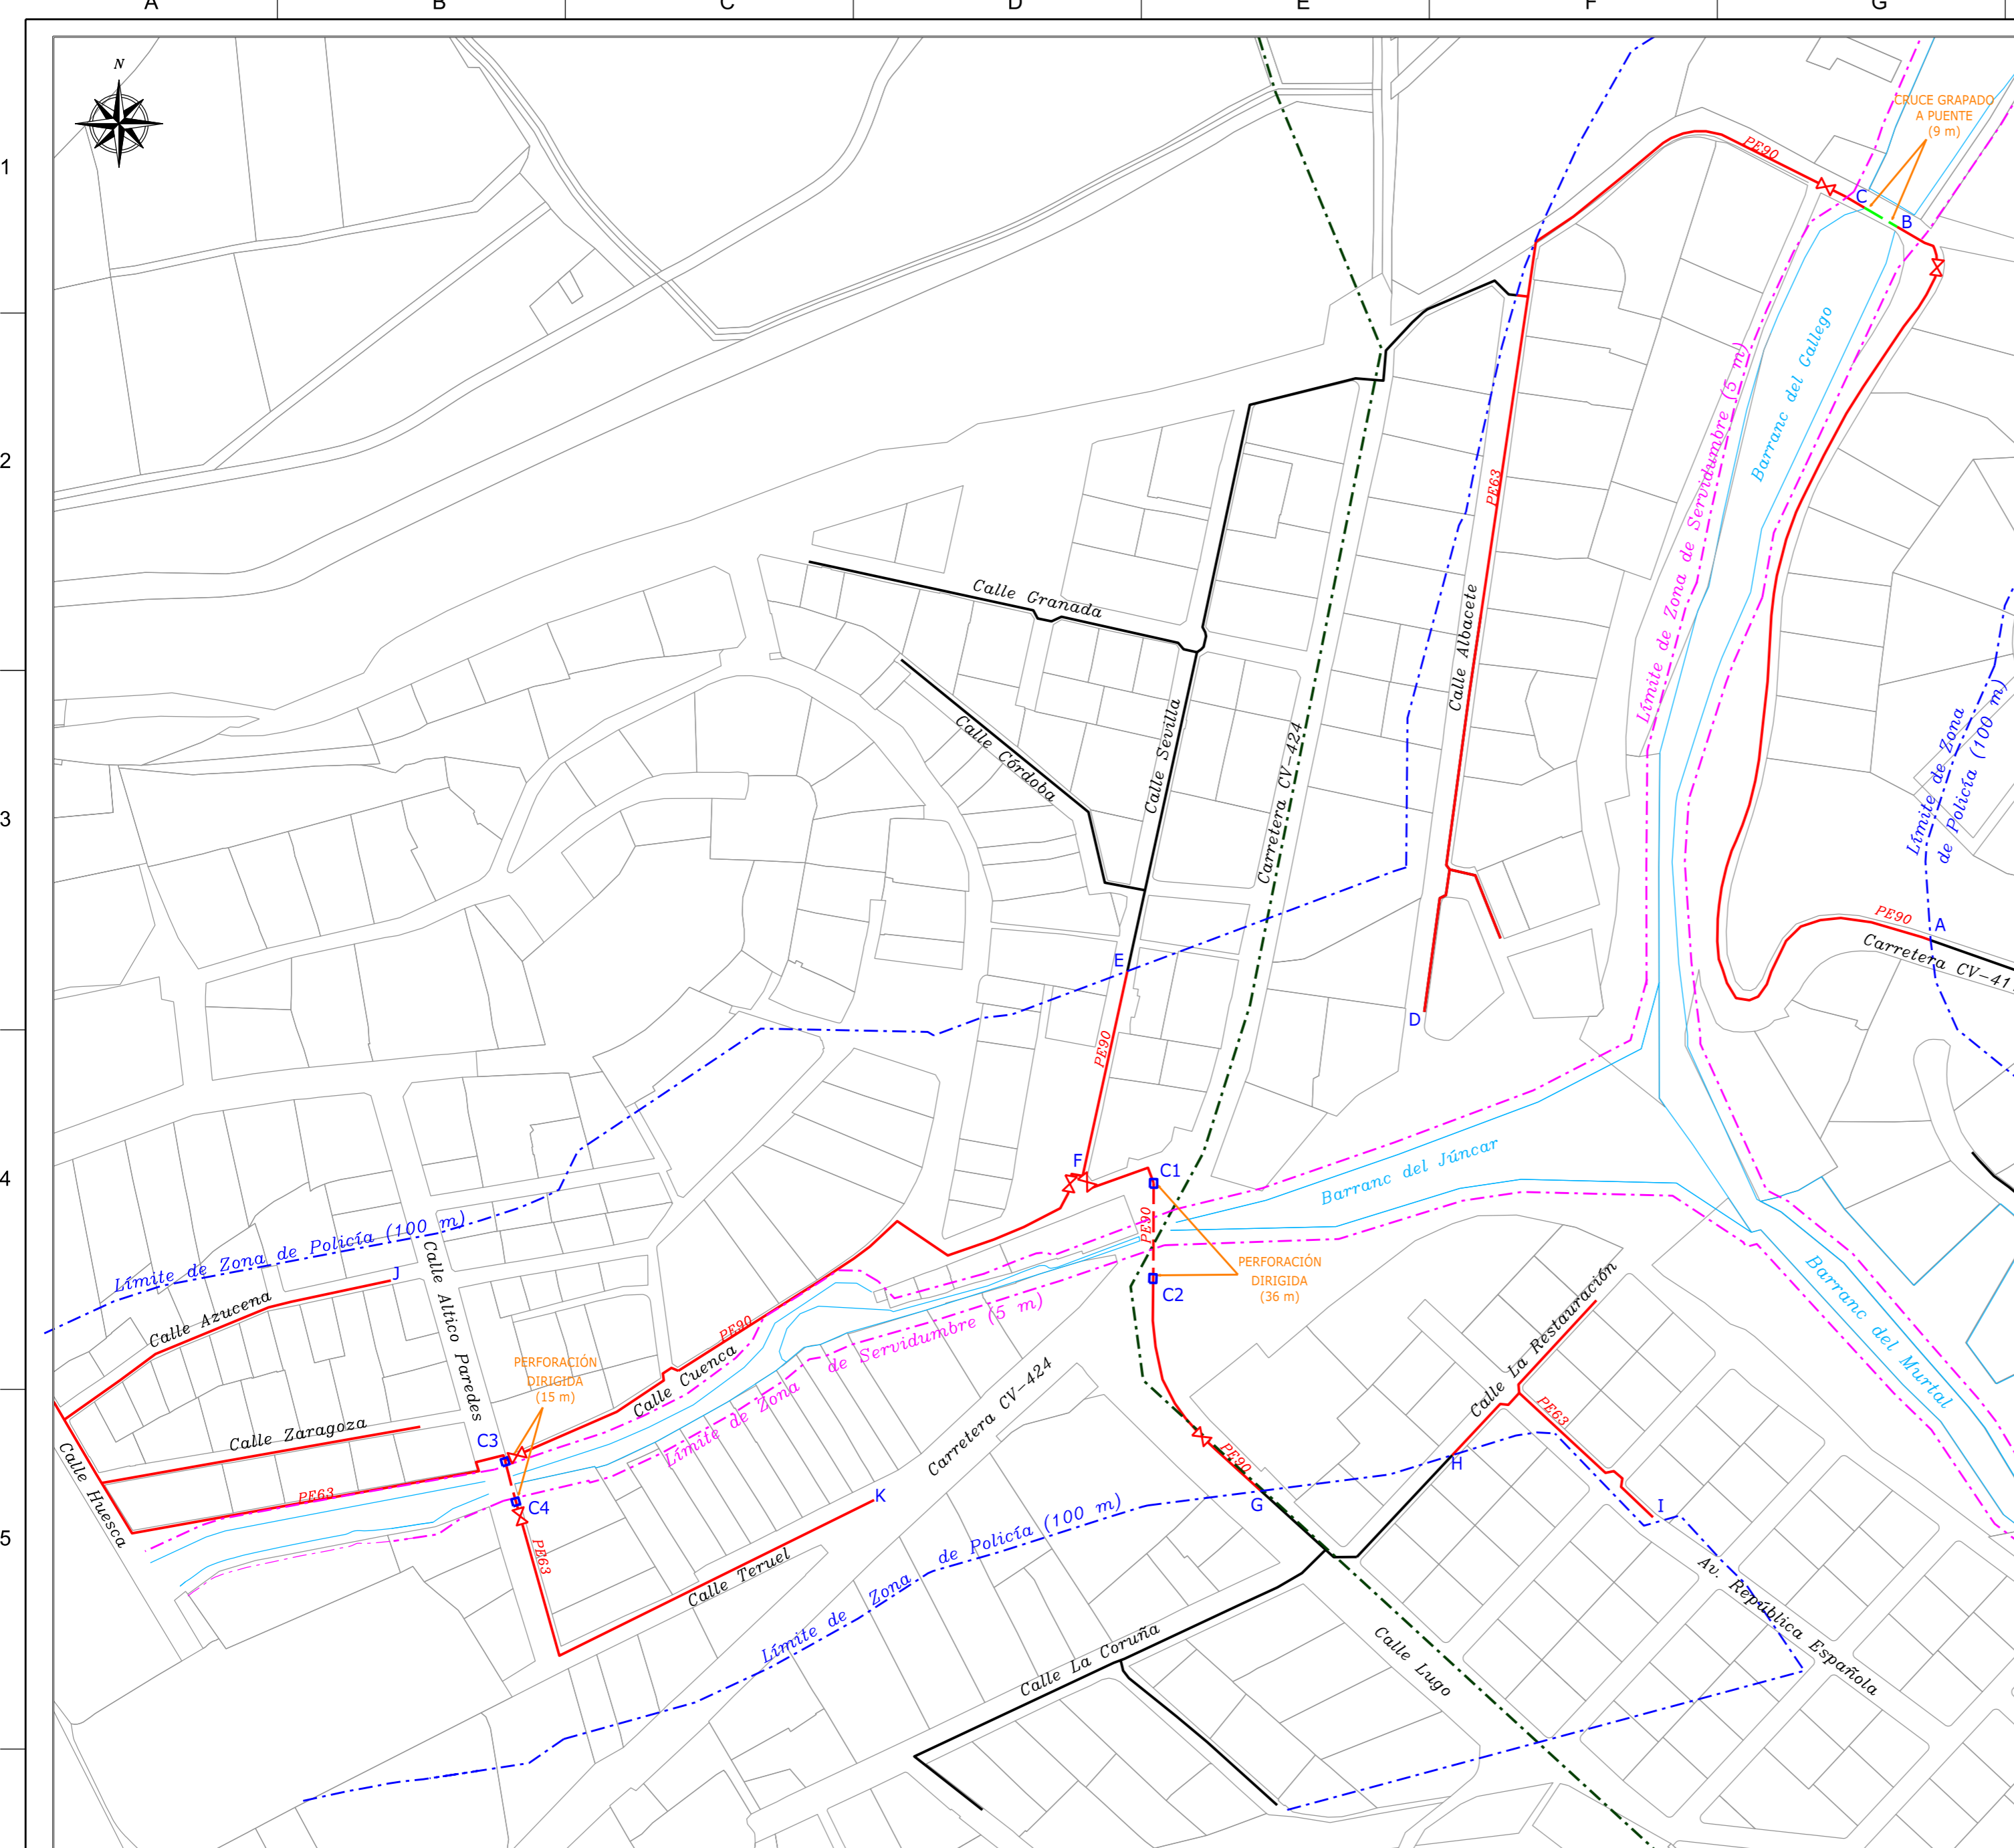 A B C D E F G
1
2
3
4
5
N
CRUCE GRAPADO
A PUENTE
(9 m)
PE90
C
B
Barranc del Gallego
Límite de Zona de Servidumbre (5 m)
PE63
Calle Granada
Calle Albacete
Calle Córdoba
Calle Sevilla
Carretera CV-424
Límite de Zona
de Policía (100 m)
PE90
A
Carretera CV-41
E
D
PE90
F
C1
PE90
Barranc del Júncar
PERFORACIÓN
DIRIGIDA
(36 m)
C2
Límite de Zona de Policía (100 m)
J
Calle Azucena
Calle Altico Paredes
Barranc del Murtal
PE90
Calle Cuenca
Límite de Zona de Servidumbre (5 m)
PERFORACIÓN
DIRIGIDA
(15 m)
Calle La Restauración
PE63
Carretera CV-424
Calle Zaragoza
C3
Calle Huesca
PE63
C4
PE63
K
PE90
G
H
I
Calle Teruel
Límite de Zona de Policía (100 m)
Av. República Española
Calle La Coruña
Calle Lugo